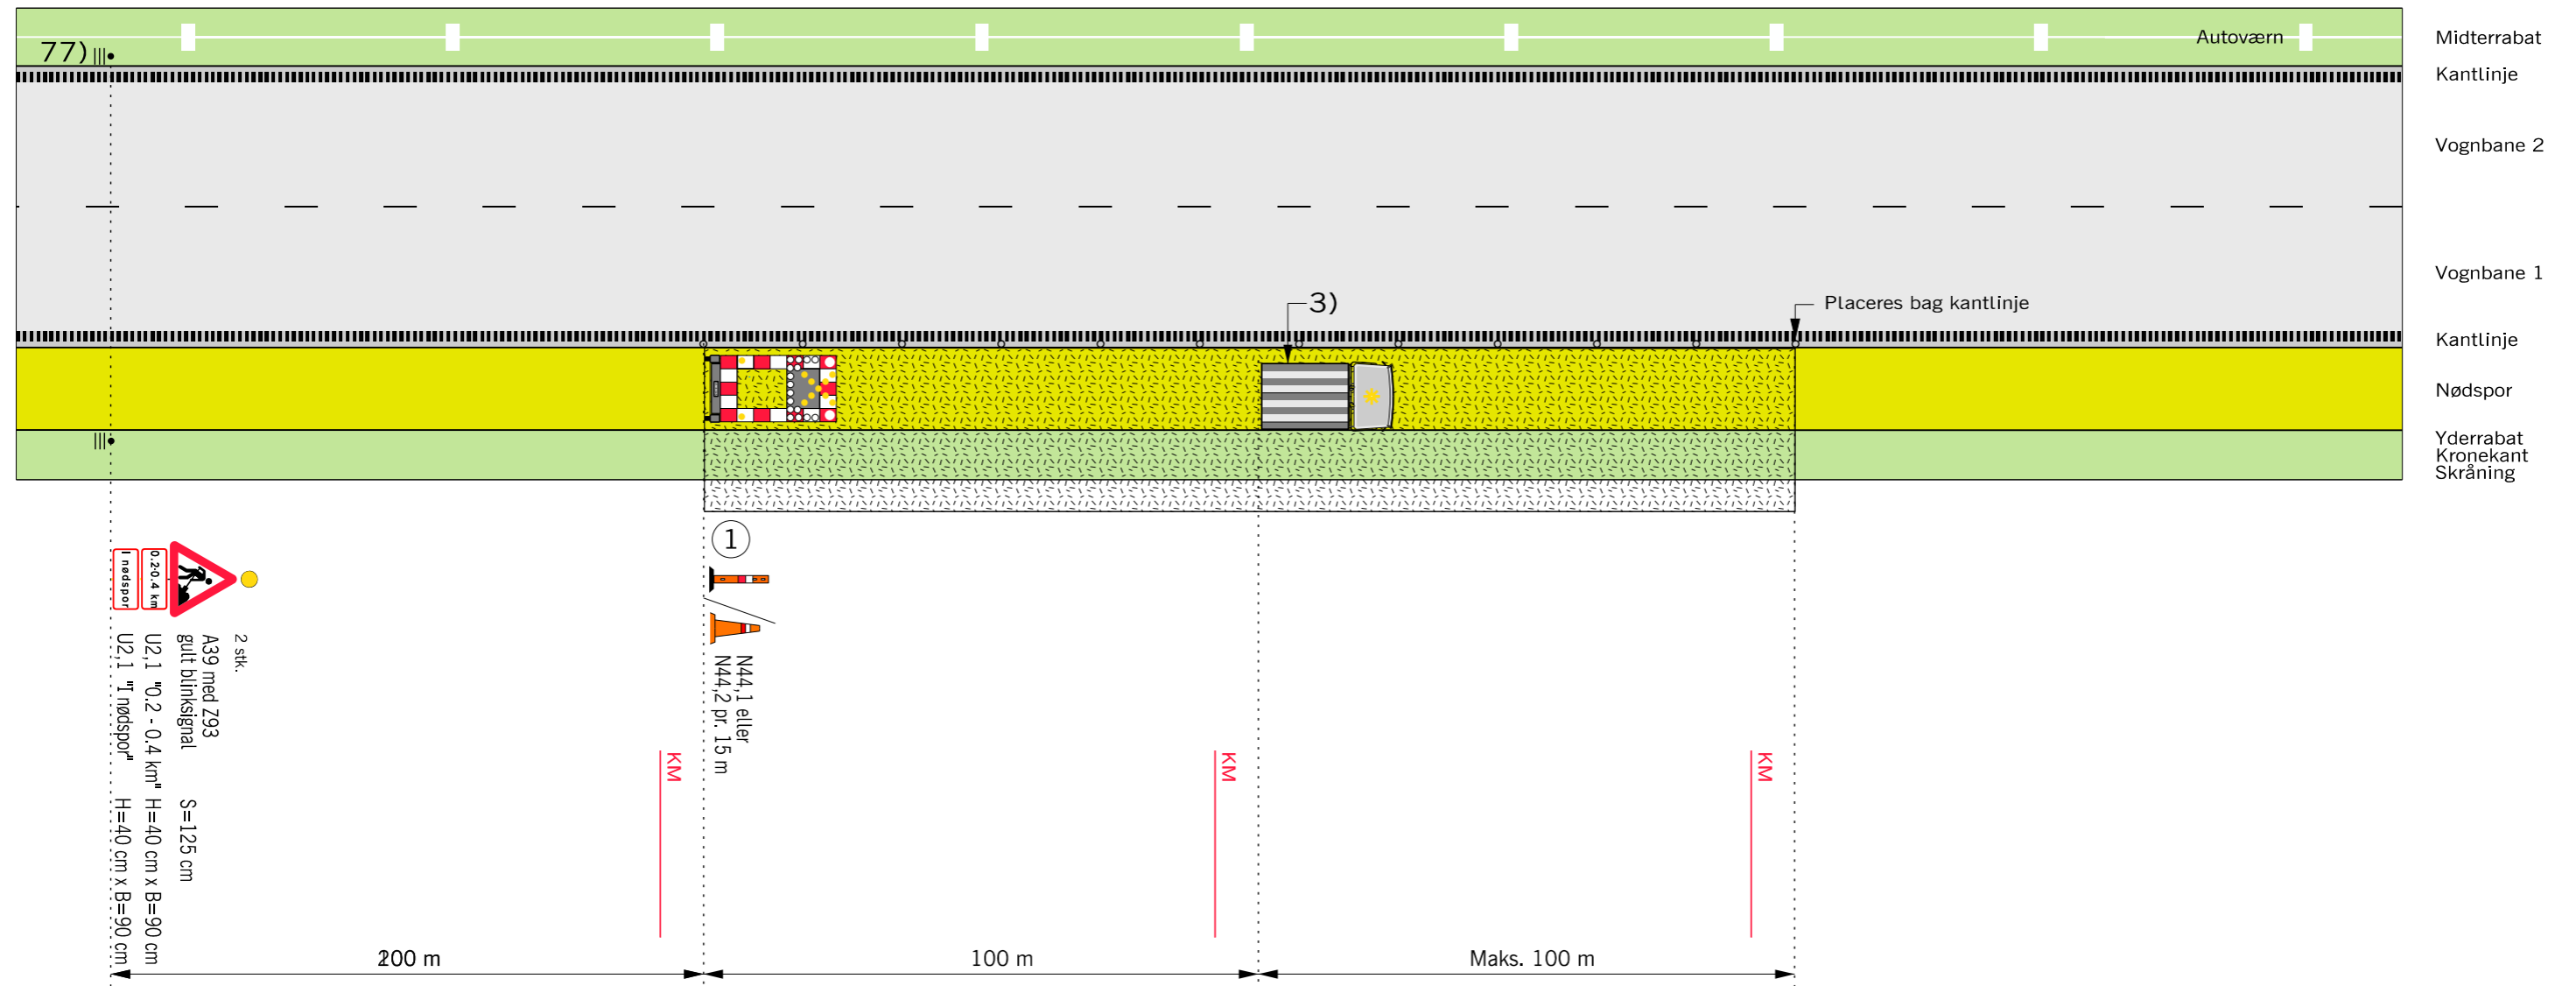 77)
Autoværn
Midterrabat
Kantlinje
Vognbane 2
Vognbane 1
3)
Placeres bag kantlinje
Kantlinje
Nødspor
Yderrabat
Kronekant
Skråning
1
0.2-0.4 km
I nødspor
2 stk.
A39 med Z93
gult blinksignal S=125 cm
U2,1 "0.2 - 0.4 km" H=40 cm x B=90 cm
U2,1 "I nødspor" H=40 cm x B=90 cm
N44,1 eller
N44,2 pr. 15 m
KM
KM
KM
200 m
100 m
Maks. 100 m